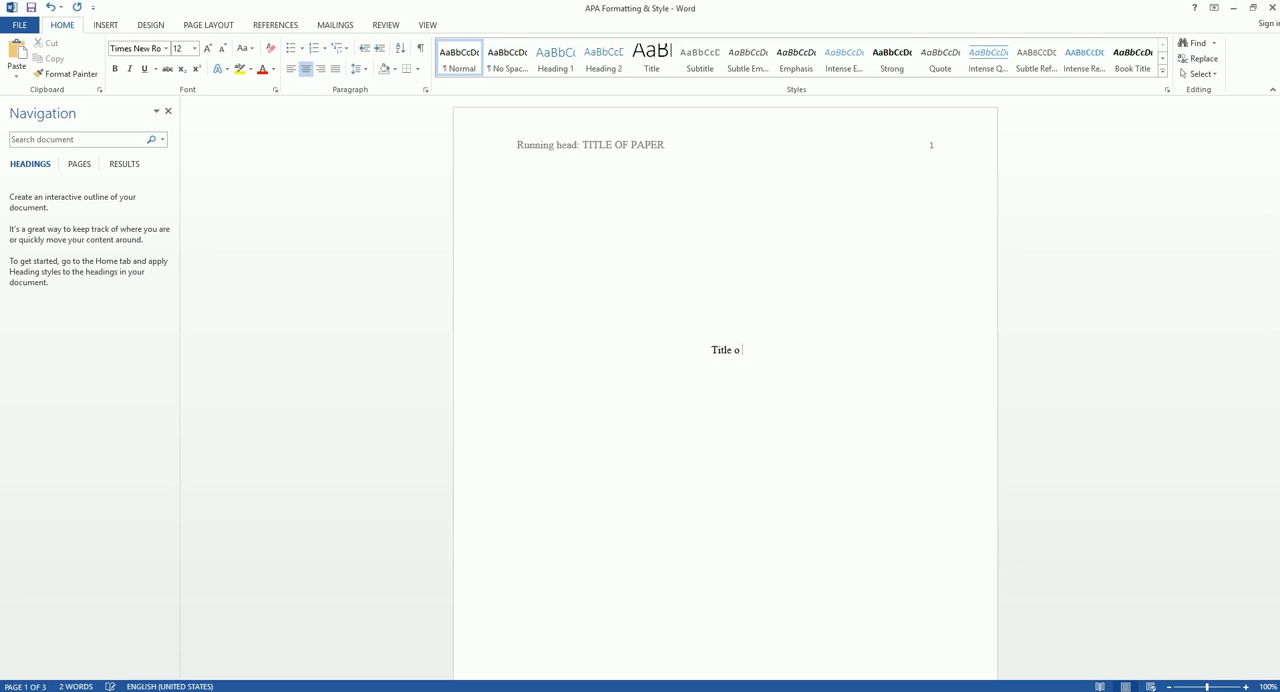 APA Formatting & Style - Word
?
FILE HOME INSERT DESIGN PAGE LAYOUT REFERENCES MAILINGS REVIEW VIEW
Sign in
Cut
Copy
Format Painter
Paste
Clipboard
Times New Ro 12
Font
Paragraph
AaBbCcDc AaBbCcDc AaBbC( AaBbCcD AaB AaBbCcD AaBbCcDc AaBbCcDc AaBbCcDc AaBbCcDc AaBbCcDc AaBbCcDc AABBCCDC AABBCCDC AaBbCcDc
¶ Normal ¶ No Spac... Heading 1 Heading 2 Title Subtitle Subtle Em... Emphasis Intense E... Strong Quote Intense Q... Subtle Ref... Intense Re... Book Title
Styles
Find
Replace
Select
Editing
Navigation
Search document
HEADINGS PAGES RESULTS
Create an interactive outline of your
document.
It's a great way to keep track of where you are
or quickly move your content around.
To get started, go to the Home tab and apply
Heading styles to the headings in your
document.
Running head: TITLE OF PAPER 1
Title o
PAGE 1 OF 3 2 WORDS ENGLISH (UNITED STATES) 100%